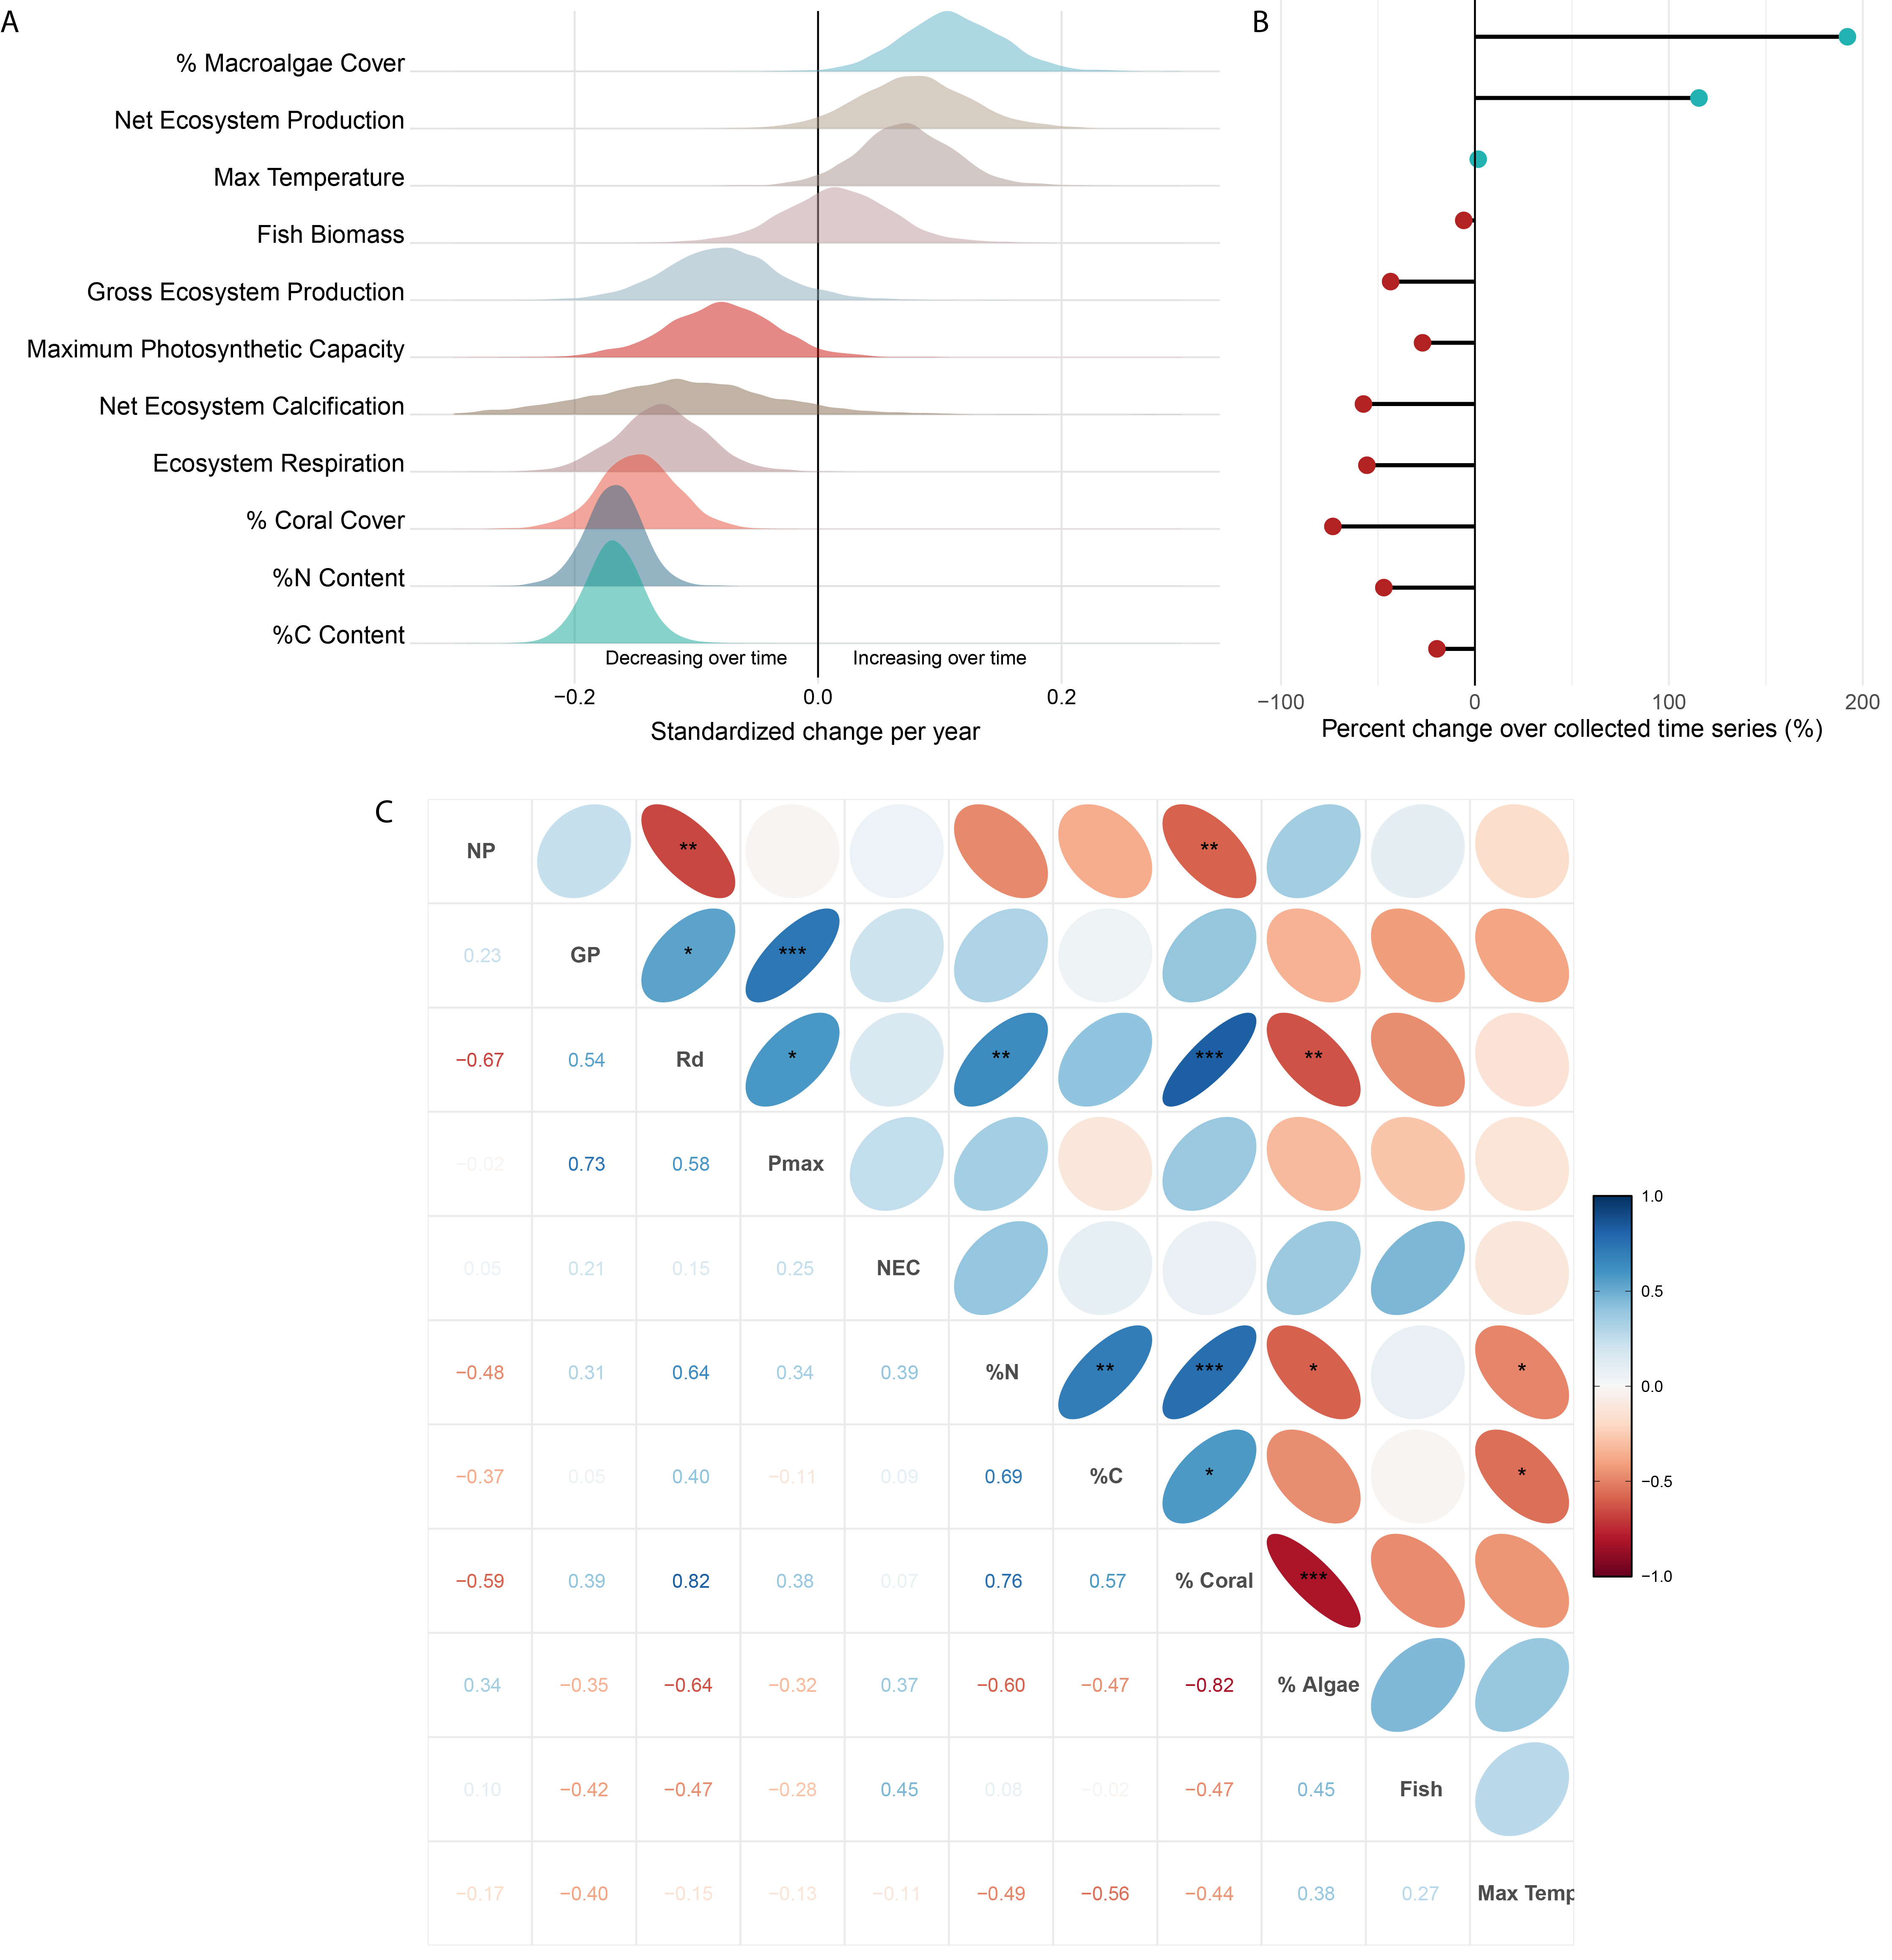 A
B
% Macroalgae Cover
Net Ecosystem Production
Max Temperature
Fish Biomass
Gross Ecosystem Production
Maximum Photosynthetic Capacity
Net Ecosystem Calcification
Ecosystem Respiration
% Coral Cover
%N Content
%C Content
Decreasing over time Increasing over time
−0.2 0.0 0.2
Standardized change per year
−100 0 100 200
Percent change over collected time series (%)
C
NP ** **
0.23 GP * ***
−0.67 0.54 Rd * ** *** **
−0.02 0.73 0.58 Pmax
0.05 0.21 0.15 0.25 NEC
−0.48 0.31 0.64 0.34 0.39 %N ** *** * *
−0.37 0.05 0.40 −0.11 0.09 0.69 %C * *
−0.59 0.39 0.82 0.38 0.07 0.76 0.57 % Coral ***
0.34 −0.35 −0.64 −0.32 0.37 −0.60 −0.47 −0.82 % Algae
0.10 −0.42 −0.47 −0.28 0.45 0.08 −0.02 −0.47 0.45 Fish
−0.17 −0.40 −0.15 −0.13 −0.11 −0.49 −0.56 −0.44 0.38 0.27 Max Temp
1.0
0.5
0.0
−0.5
−1.0